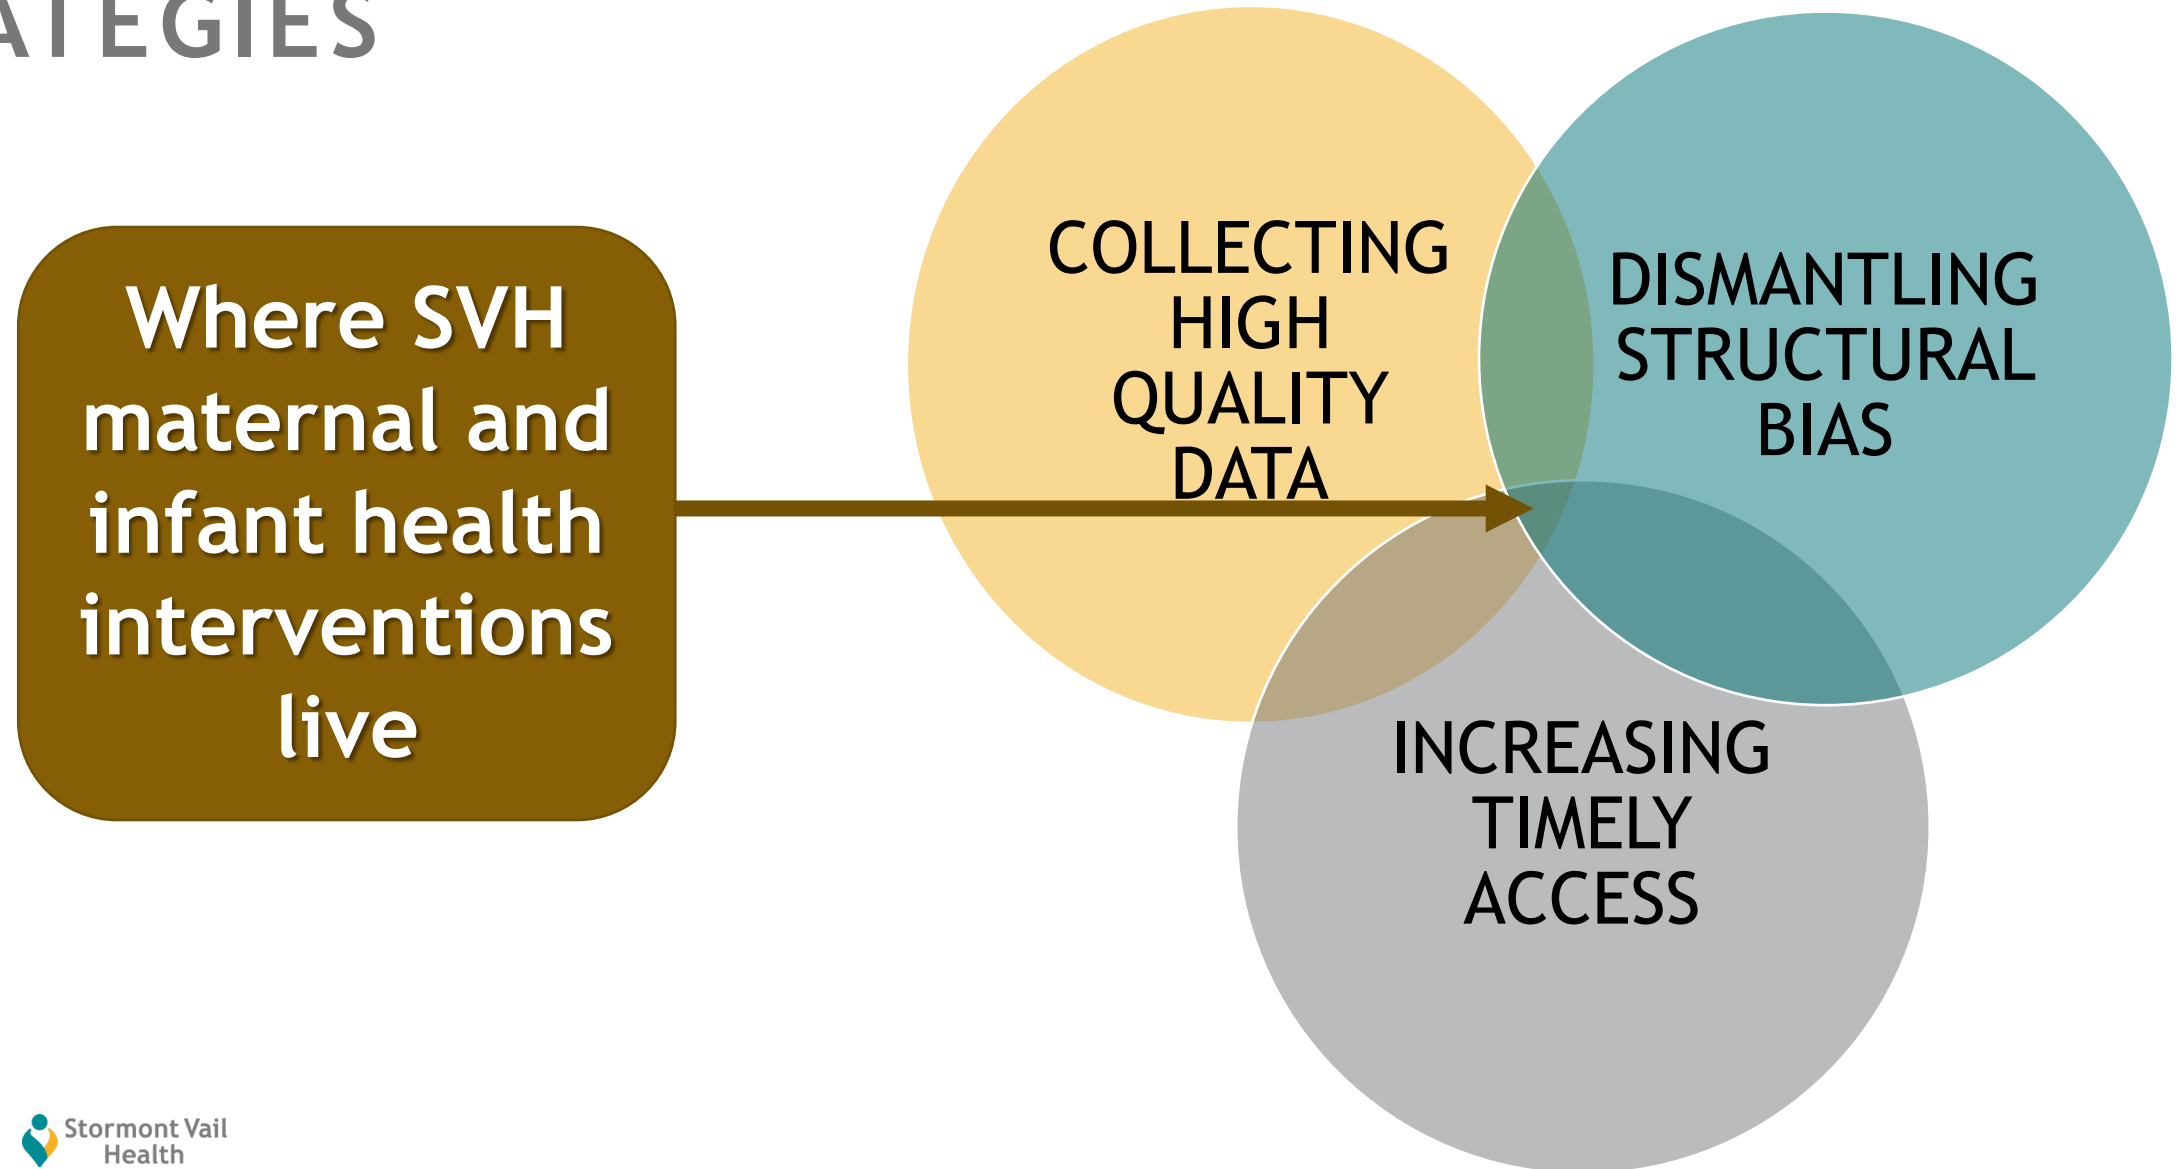 ATEGIES
Where SVH
maternal and
infant health
interventions
live
COLLECTING
HIGH
QUALITY
DATA
DISMANTLING
STRUCTURAL
BIAS
INCREASING
TIMELY
ACCESS
Stormont Vail
Health